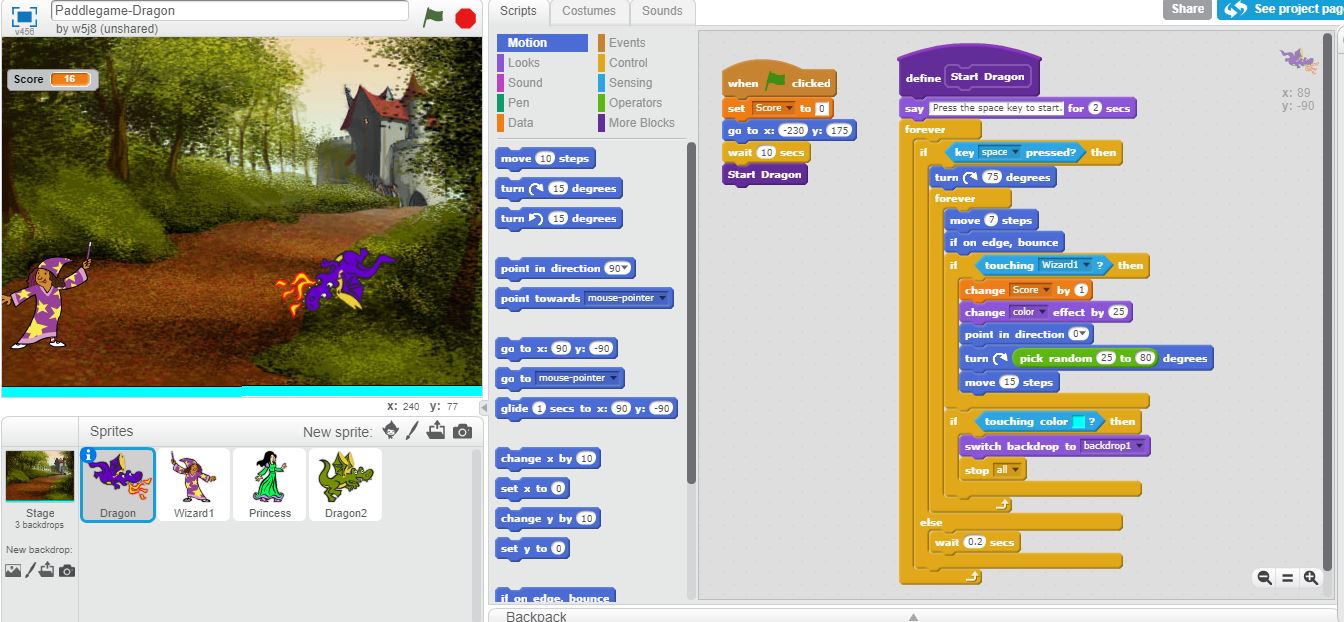 Paddlegame-Dragon
by w5j8 (unshared)
v456
Score 16
x: 240 y: 77
Sprites
New sprite:
Stage
3 backdrops
New backdrop:
Dragon
Wizard1
Princess
Dragon2
Scripts
Costumes
Sounds
Share
See project pag
Motion
Looks
Sound
Pen
Data
Events
Control
Sensing
Operators
More Blocks
move 10 steps
turn 15 degrees
turn 15 degrees
point in direction 90
point towards mouse-pointer
go to x: 90 y: -90
go to mouse-pointer
glide 1 secs to x: 90 y: -90
change x by 10
set x to 0
change y by 10
set y to 0
if on edge, bounce
when clicked
set Score to 0
go to x: -230 y: 175
wait 10 secs
Start Dragon
define Start Dragon
say Press the space key to start. for 2 secs
forever
if key space pressed? then
turn 75 degrees
forever
move 7 steps
if on edge, bounce
if touching Wizard1 ? then
change Score by 1
change color effect by 25
point in direction 0
turn pick random 25 to 80 degrees
move 15 steps
if touching color ? then
switch backdrop to backdrop1
stop all
else
wait 0.2 secs
x: 89
y: -90
Backpack